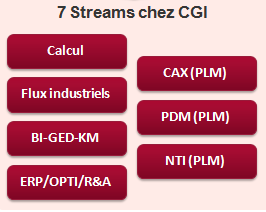 7 Streams chez CGI
Calcul
Flux industriels
BI-GED-KM
ERP/OPTI/R&A
CAX (PLM)
PDM (PLM)
NTI (PLM)